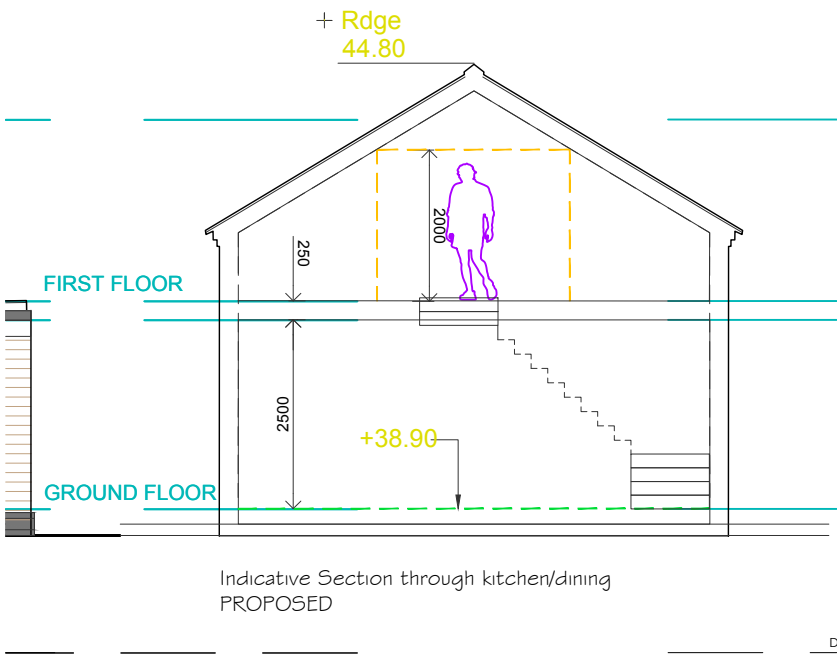 + Rdge
44.80
2000
250
FIRST FLOOR
2500
+38.90
GROUND FLOOR
Indicative Section through kitchen/dining
PROPOSED
D